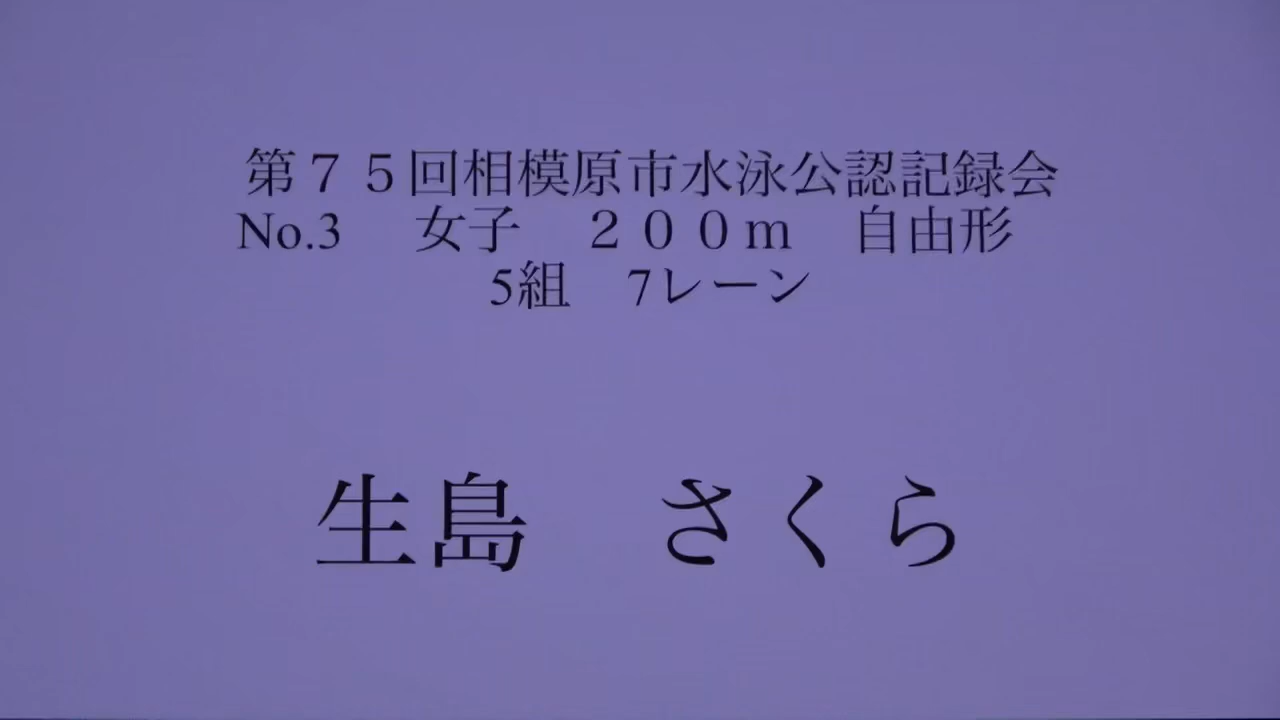 第７５回相模原市水泳公認記録会
No.3　女子　２００ｍ　自由形
5組　7レーン
生島　さくら